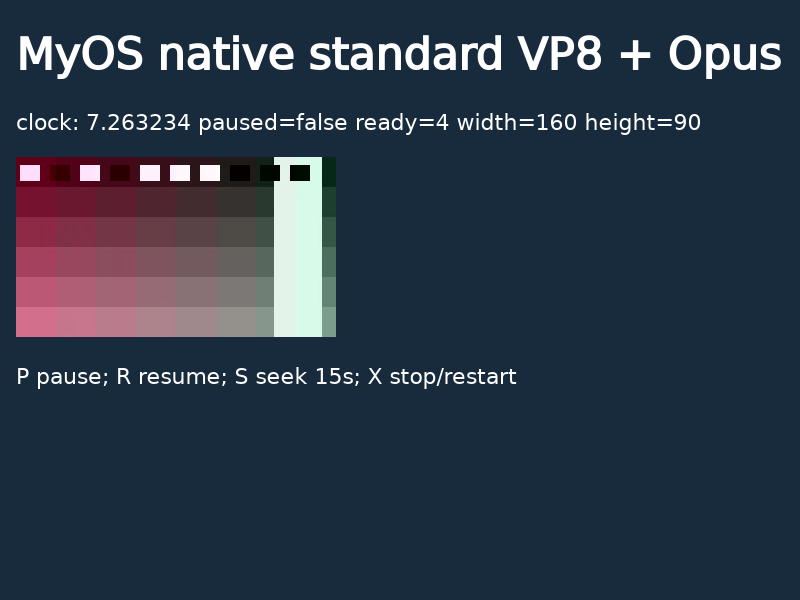 MyOS native standard VP8 + Opus
clock: 7.263234 paused=false ready=4 width=160 height=90
P pause; R resume; S seek 15s; X stop/restart